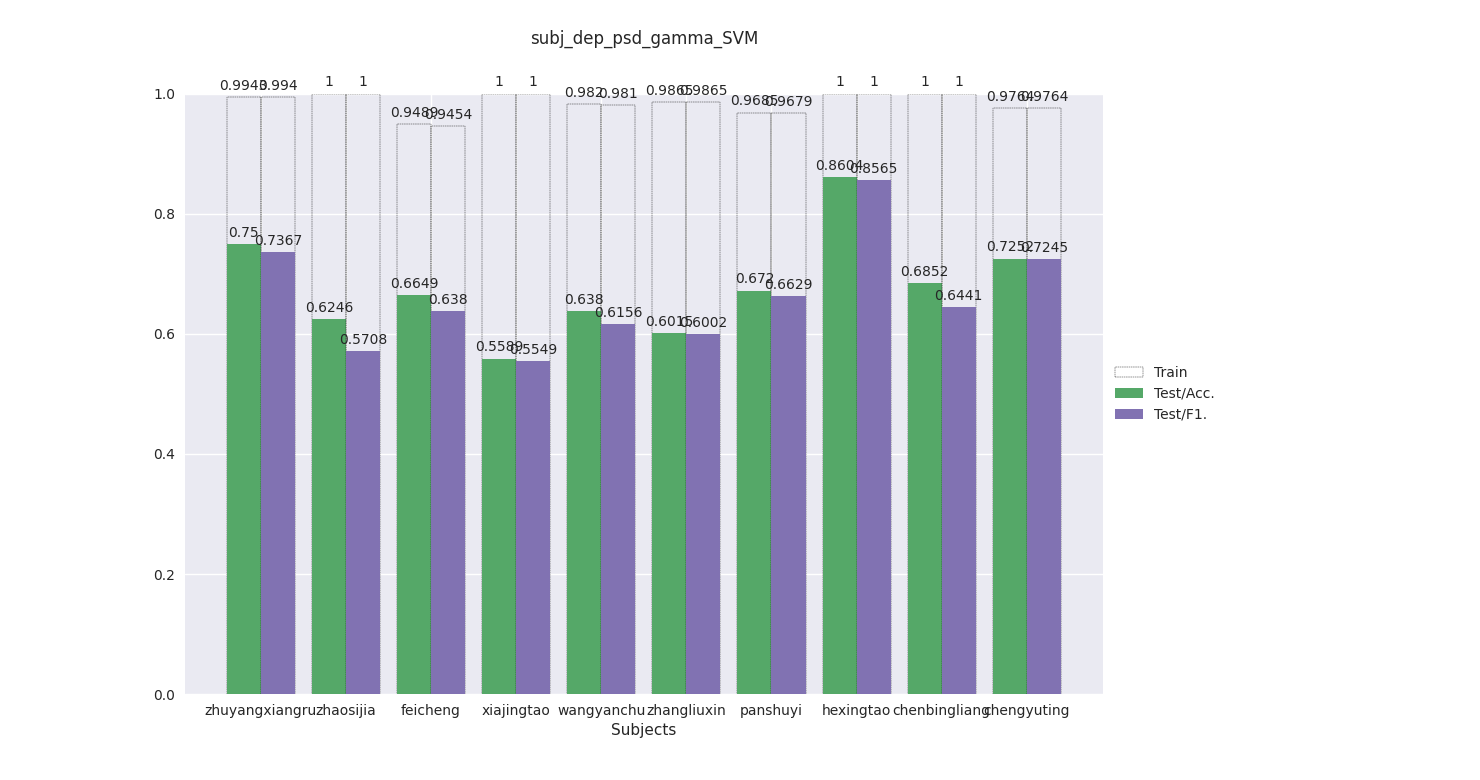 subj_dep_psd_gamma_SVM
0.9943 0.994 1 1 0.9489 0.9454 1 1 0.982 0.981 0.9865 0.9865 0.9685 0.9679 1 1 1 1 0.9764 0.9764
0.75 0.7367 0.6246 0.5708 0.6649 0.638 0.5589 0.5549 0.638 0.6156 0.6015 0.6002 0.672 0.6629 0.8604 0.8565 0.6852 0.6441 0.7252 0.7245
1.0
0.8
0.6
0.4
0.2
0.0
zhuyangxiangru zhaosijia feicheng xiajingtao wangyanchu zhangliuxin panshuyi hexingtao chenbingliang chengyuting
Subjects
Train
Test/Acc.
Test/F1.